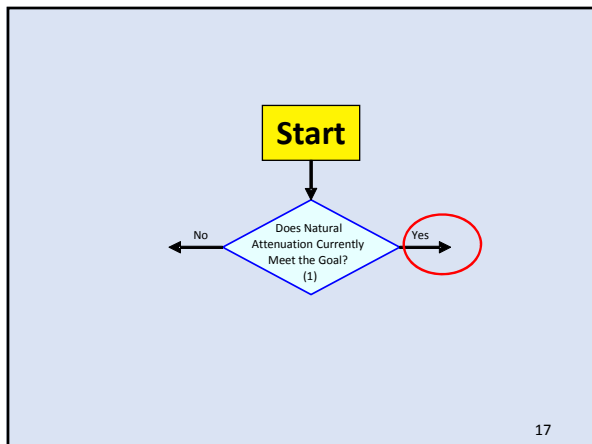 Start
Does Natural
No
Attenuation Currently
Yes
Meet the Goal?
(1)
17